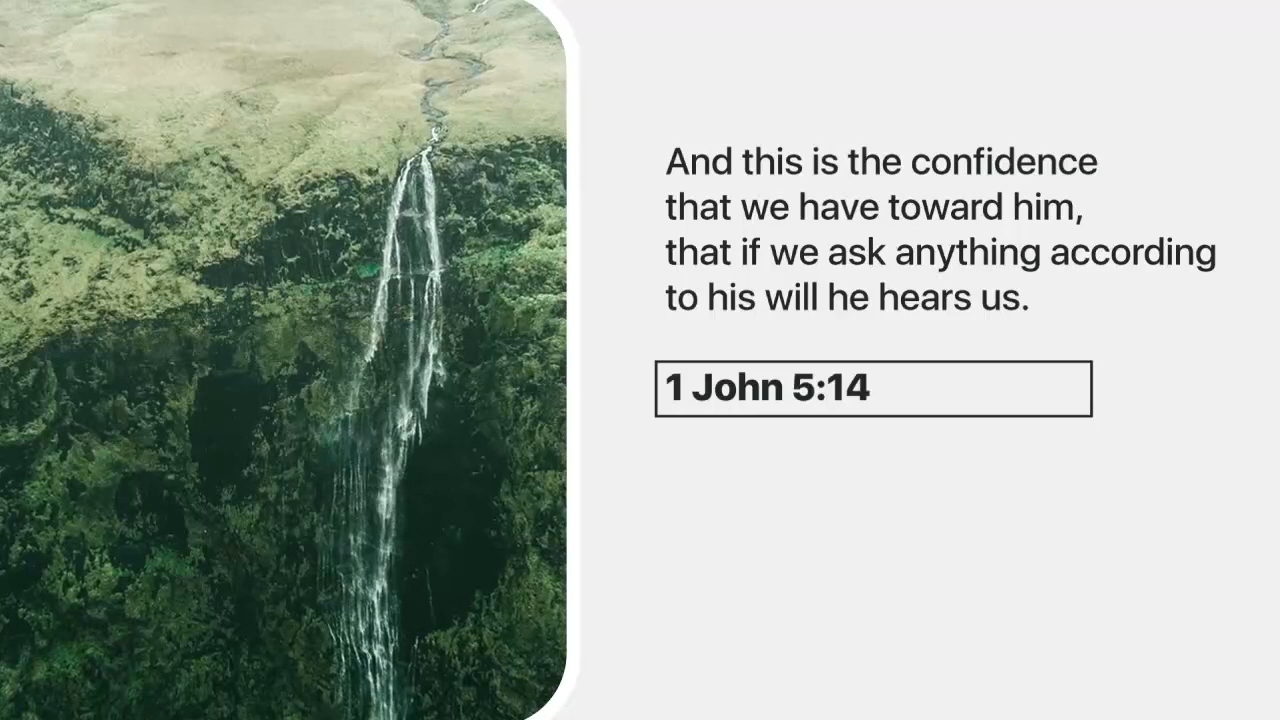 And this is the confidence
that we have toward him,
that if we ask anything according
to his will he hears us.
1 John 5:14